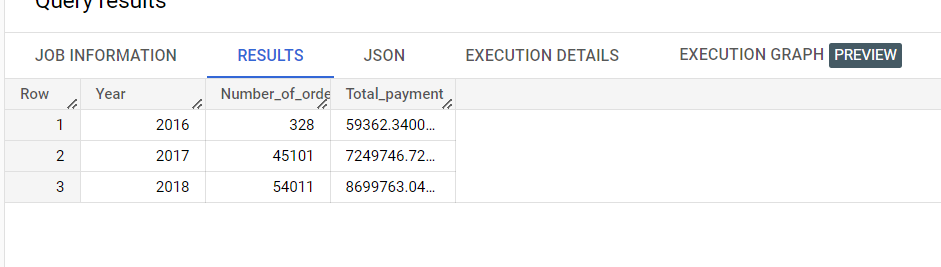 Query results
JOB INFORMATION RESULTS JSON EXECUTION DETAILS EXECUTION GRAPH PREVIEW
Row Year Number_of_orde Total_payment
1 2016 328 59362.3400...
2 2017 45101 7249746.72...
3 2018 54011 8699763.04...